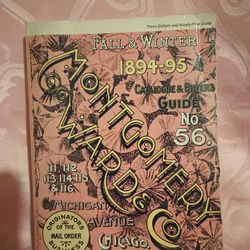 Three Dollars and Ninety-Five Cents
FALL & WINTER
1894-95
CATALOGUE & BUYERS
GUIDE
No.
56.
MONTGOMERY
WARD & Co.
111, 112
113, 114, 115
& 116
MICHIGAN
AVENUE
CHICAGO.
ORIGINATORS
OF THE
MAIL ORDER
BUSINESS